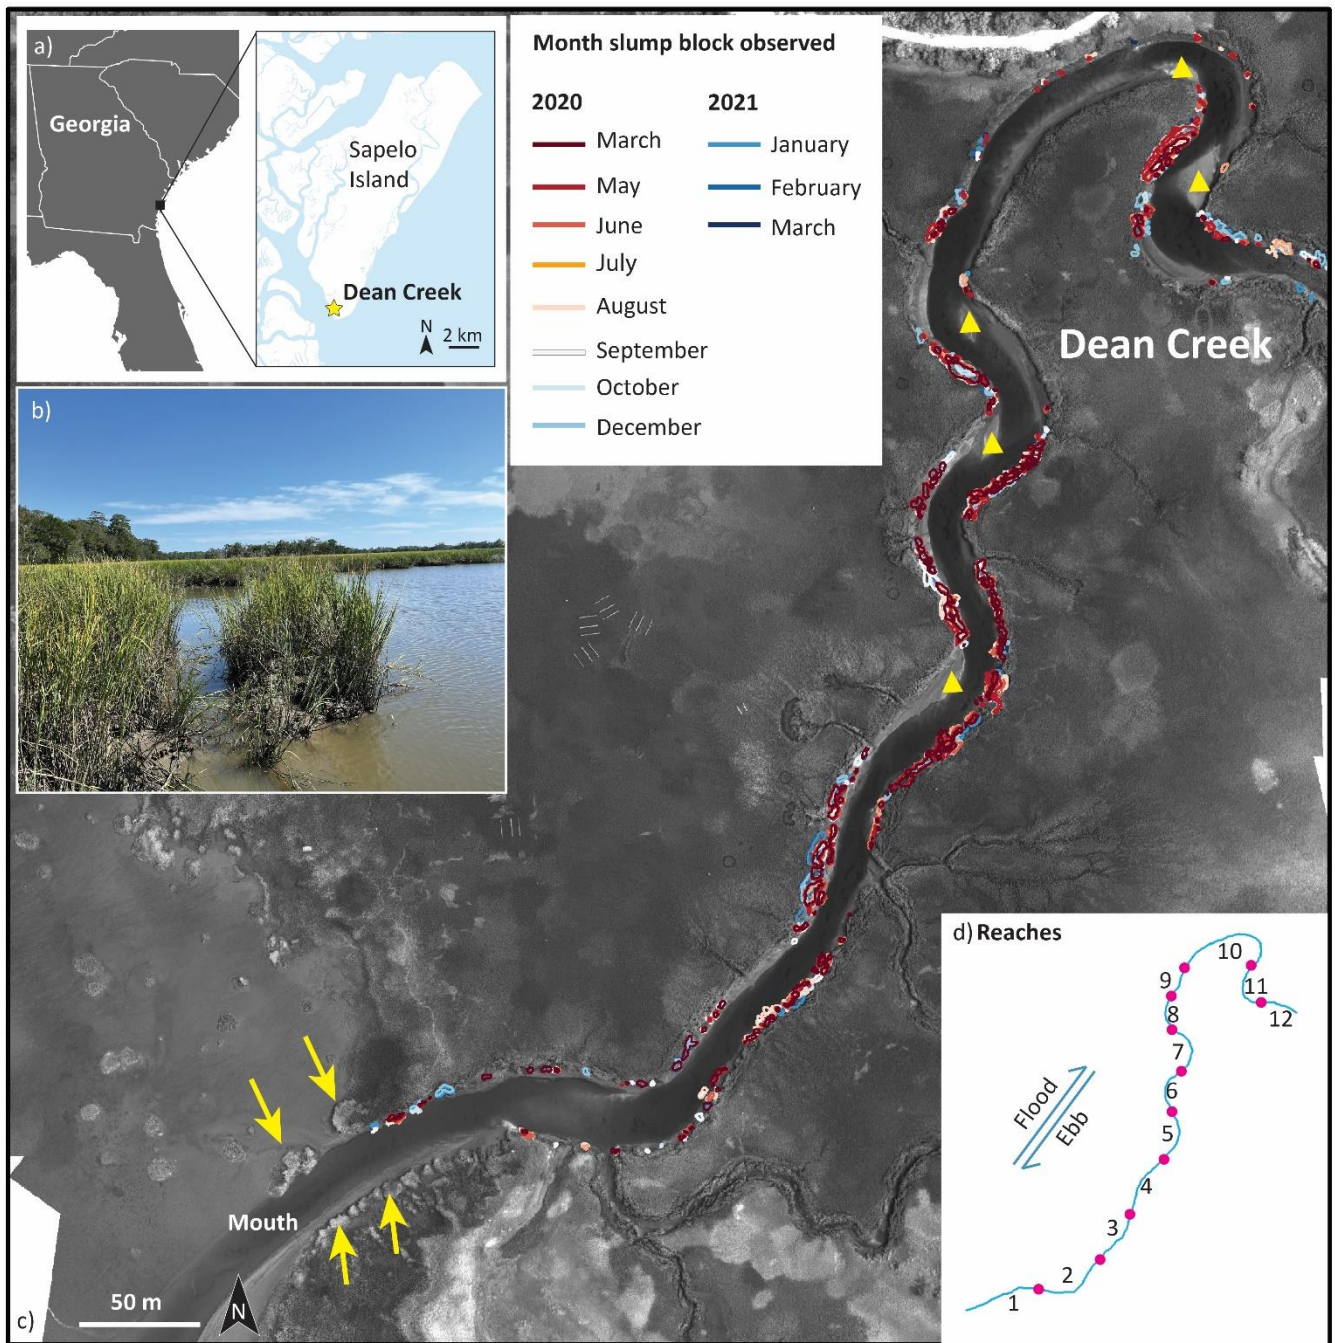 a)
Georgia
Sapelo
Island
Dean Creek
N
2 km
b)
Month slump block observed
2020
2021
March
January
May
February
June
March
July
August
September
October
December
Dean Creek
Mouth
50 m
N
c)
d) Reaches
10
9
11
8
12
7
6
Flood
Ebb
5
4
3
2
1